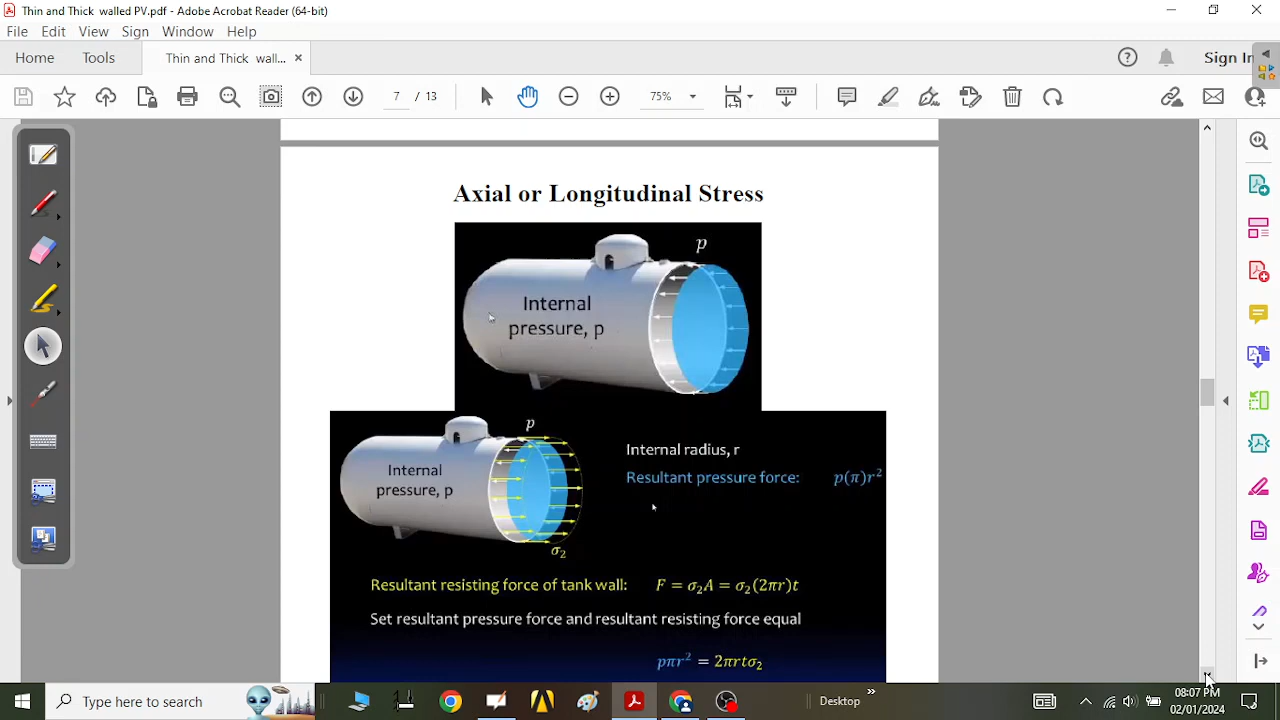 Thin and Thick  walled PV.pdf - Adobe Acrobat Reader (64-bit)
File Edit View Sign Window Help
Home Tools Thin and Thick wall... × Sign In
7 / 13 75%
Axial or Longitudinal Stress
p
Internal
pressure, p
p
Internal radius, r
Internal
pressure, p
Resultant pressure force: p(π)r²
σ₂
Resultant resisting force of tank wall: F = σ₂A = σ₂(2πr)t
Set resultant pressure force and resultant resisting force equal
pπr² = 2πrtσ₂
Type here to search
Desktop
08:07 PM
02/01/2024